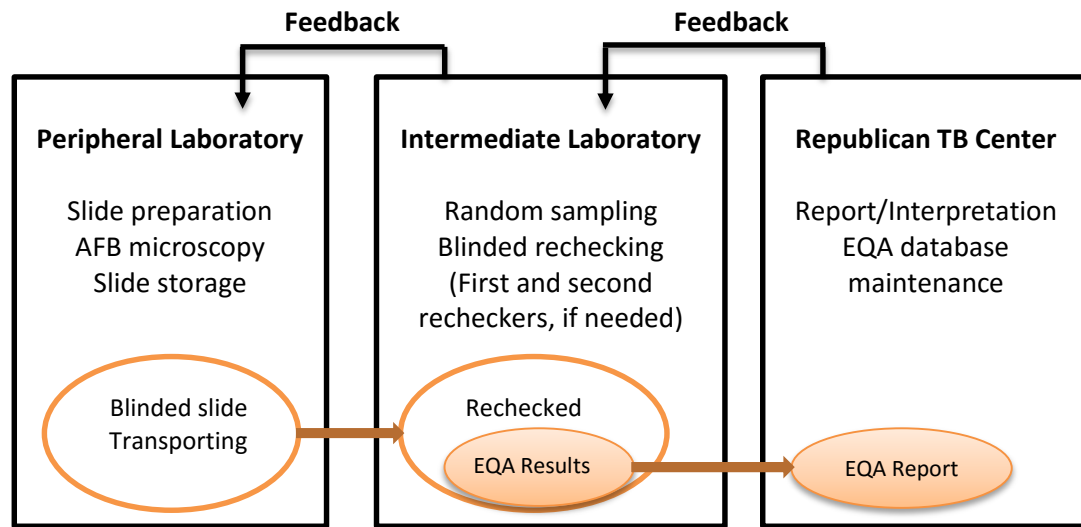 Feedback
Feedback
Peripheral Laboratory
Slide preparation
AFB microscopy
Slide storage
Blinded slide
Transporting
Intermediate Laboratory
Random sampling
Blinded rechecking
(First and second
recheckers, if needed)
Rechecked
EQA Results
Republican TB Center
Report/Interpretation
EQA database
maintenance
EQA Report